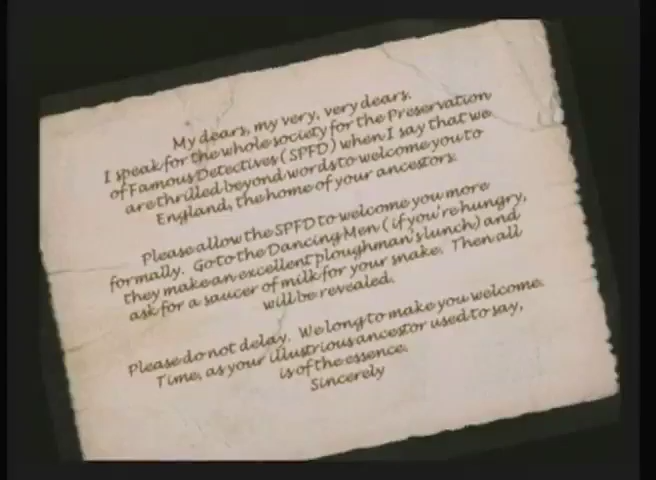 My dears, my very, very dears.
I speak for the whole society for the Preservation
of Famous Detectives (SPFD) when I say that we
are thrilled beyond words to welcome you to
England, the home of your ancestors.
Please allow the SPFD to welcome you more
formally. Go to the Dancing Men (if you're hungry,
they make an excellent ploughman's lunch) and
ask for a saucer of milk for your snake. Then all
will be revealed.
Please do not delay. We long to make you welcome.
Time, as your illustrious ancestor used to say,
is of the essence.
Sincerely